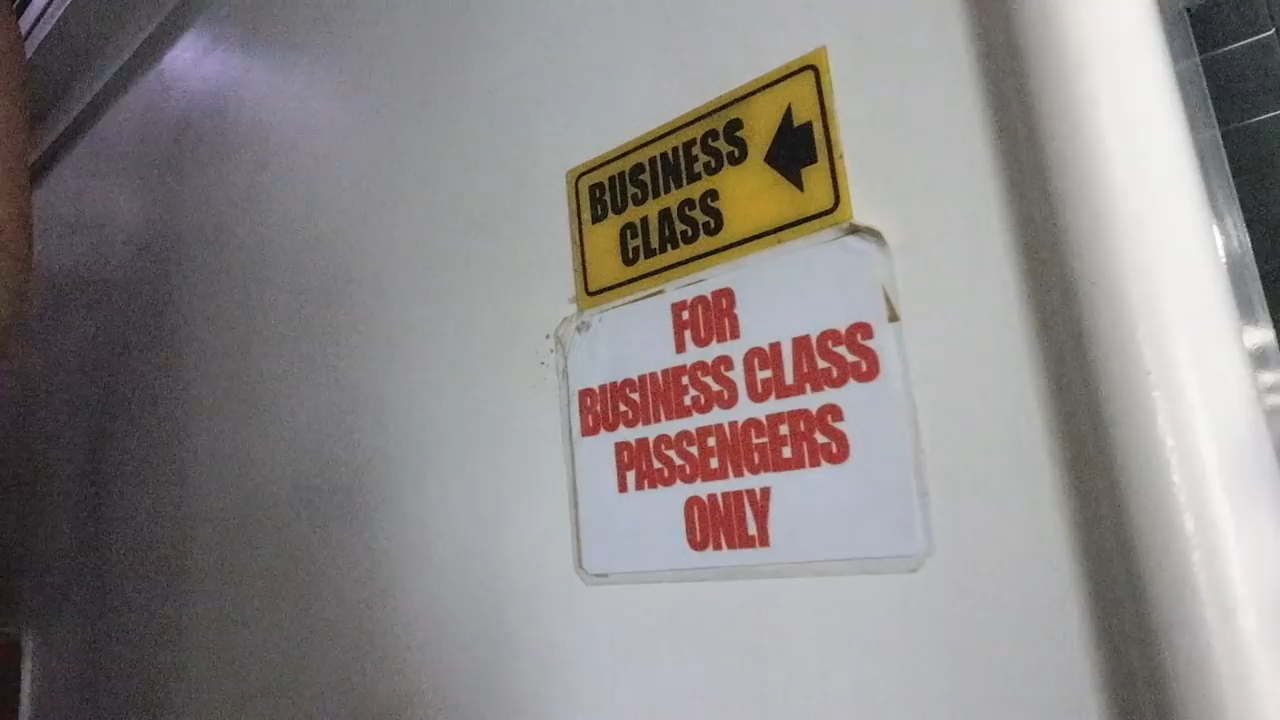 BUSINESS
CLASS
FOR
BUSINESS CLASS
PASSENGERS
ONLY